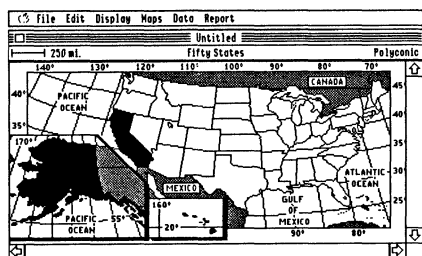 File Edit Display Maps Data Report
Untitled
250 mi. Fifty States Polyconic
140° 130° 120° 110° 100° 90° 80° 70°
CANADA
45°
40° PACIFIC OCEAN 40°
35° 35°
170° ATLANTIC OCEAN 30°
MEXICO GULF OF MEXICO 25°
160°
PACIFIC OCEAN 55° 20° 90° 80°